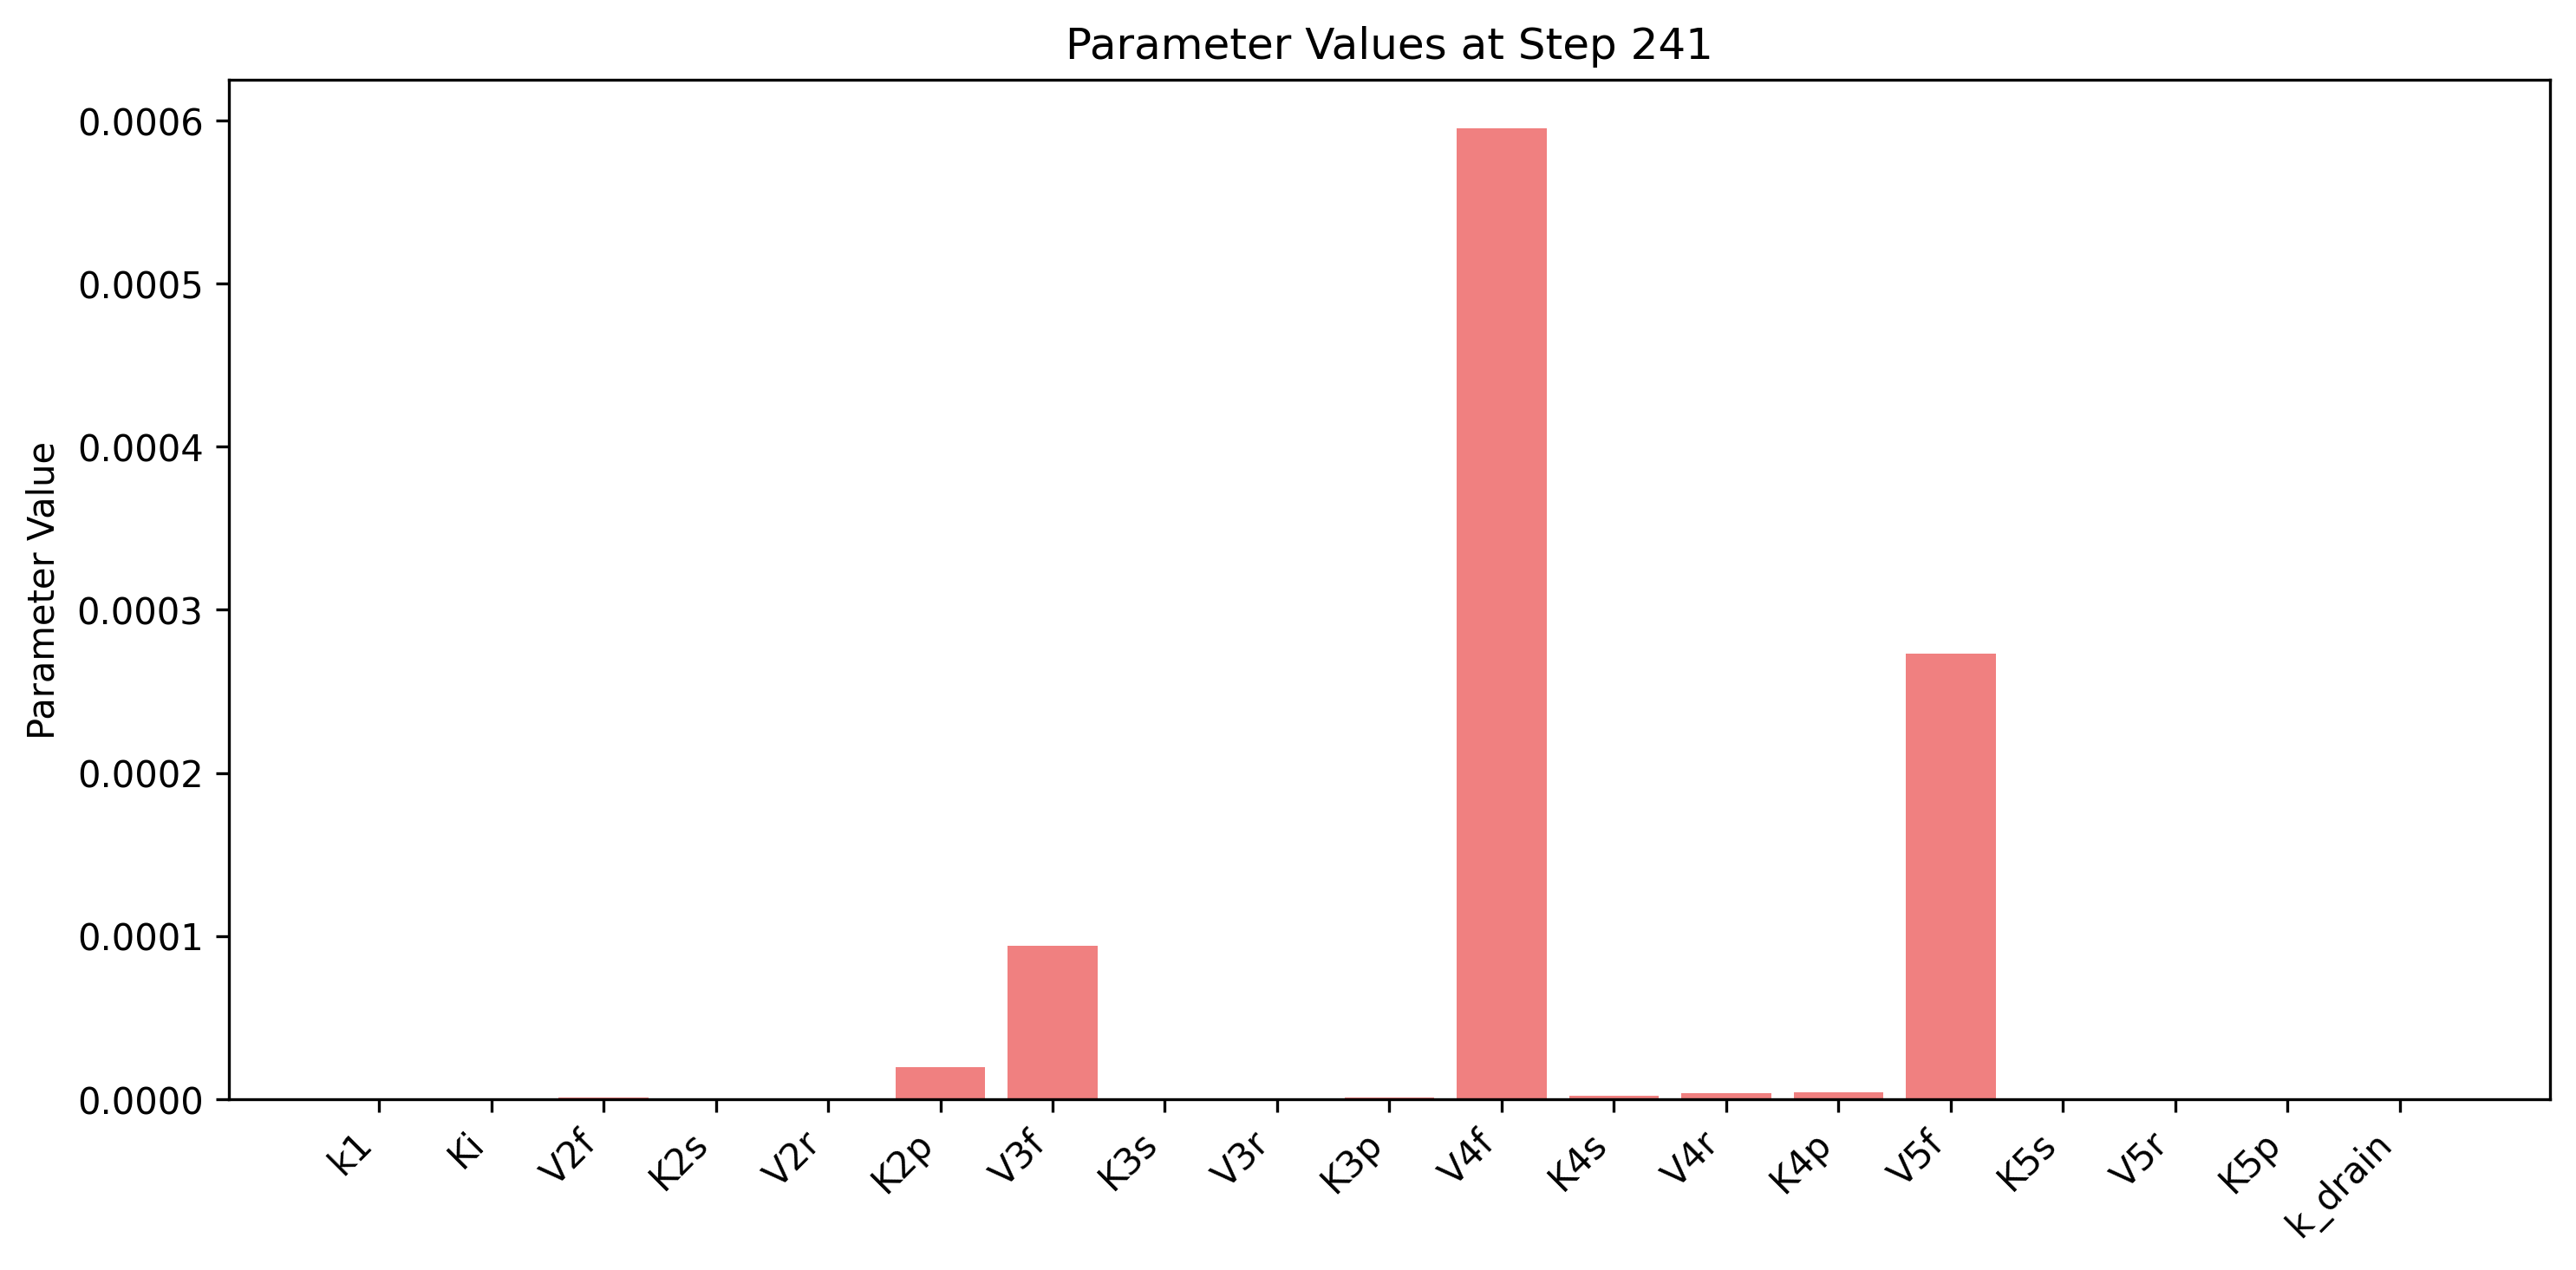 Parameter Values at Step 241
Parameter Value
0.0006
0.0005
0.0004
0.0003
0.0002
0.0001
0.0000
k1
Ki
V2f
K2s
V2r
K2p
V3f
K3s
V3r
K3p
V4f
K4s
V4r
K4p
V5f
K5s
V5r
K5p
k_drain